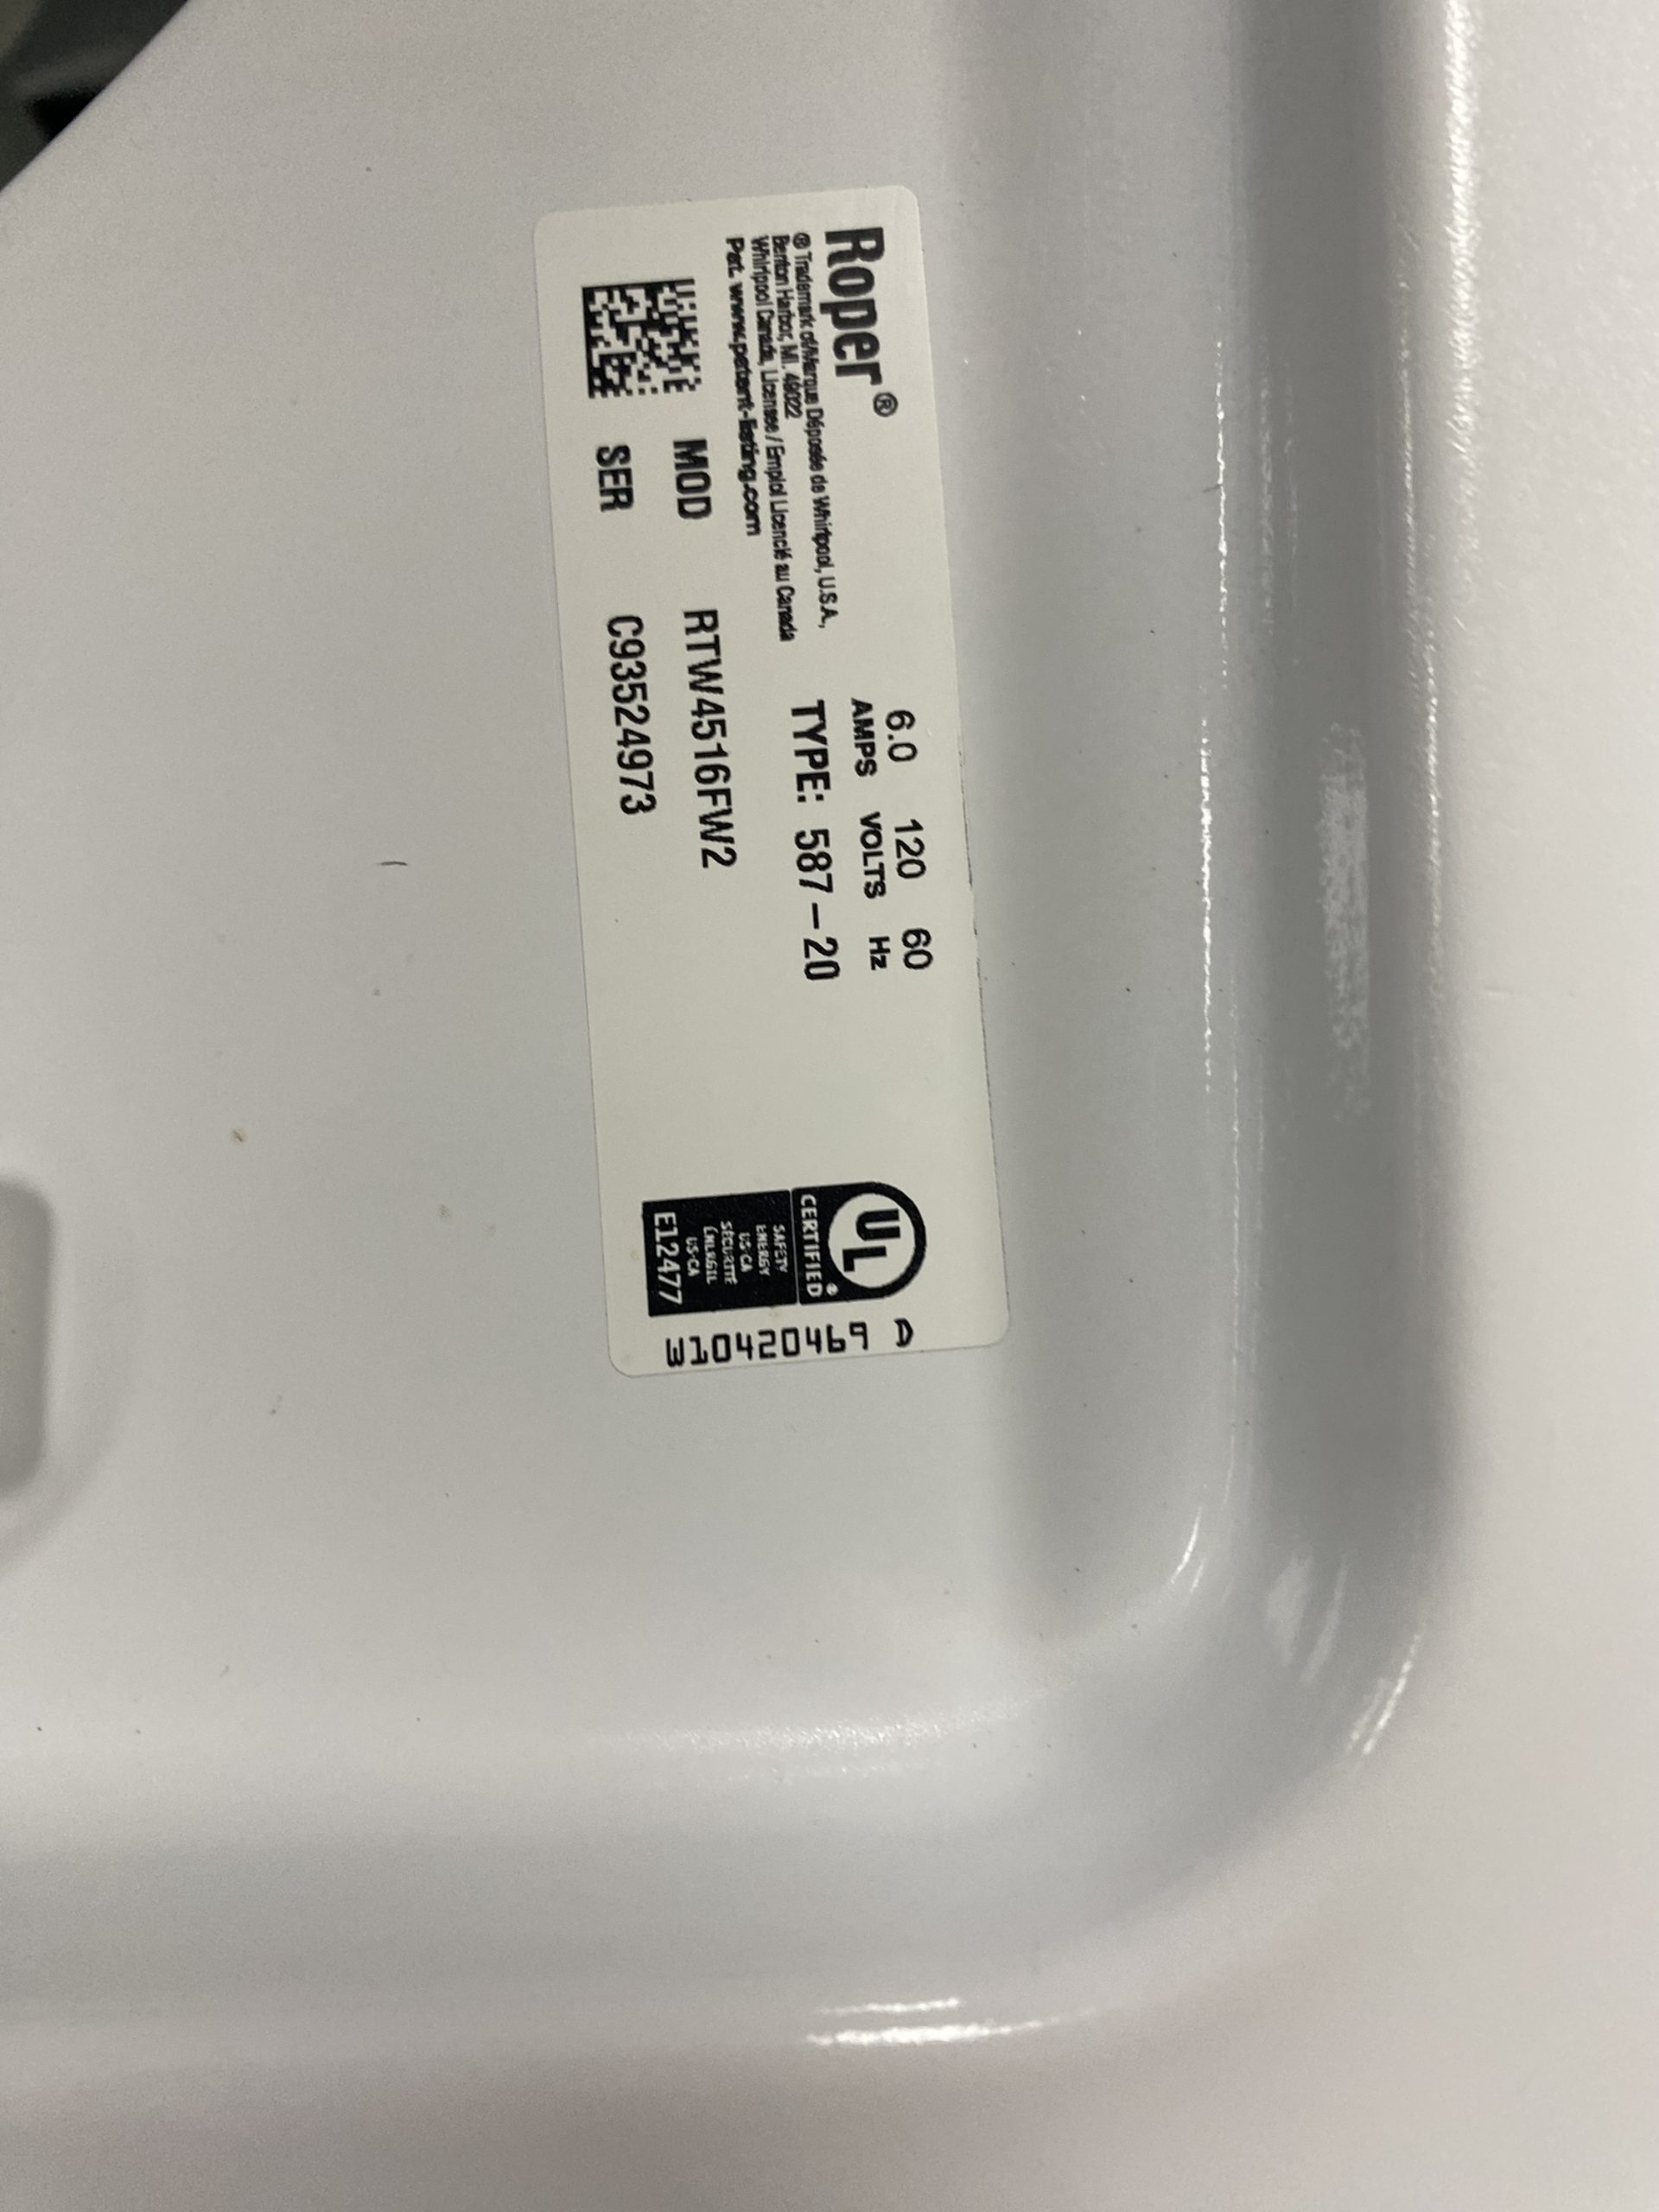 Roper®
® Trademark of/Marque Déposée de Whirlpool, U.S.A.,
Benton Harbor, MI. 49022
Whirlpool Canada, Licensee / Emploi Licencié au Canada
Pat. www.patent-listing.com
6.0 120 60
AMPS VOLTS Hz
TYPE: 587-20
MOD RTW4516FW2
SER C93524973
UL
CERTIFIED®
SAFETY
ENERGY
US·CA
SÉCURITÉ
ÉNERGIE
US·CA
E12477
W10420469 D